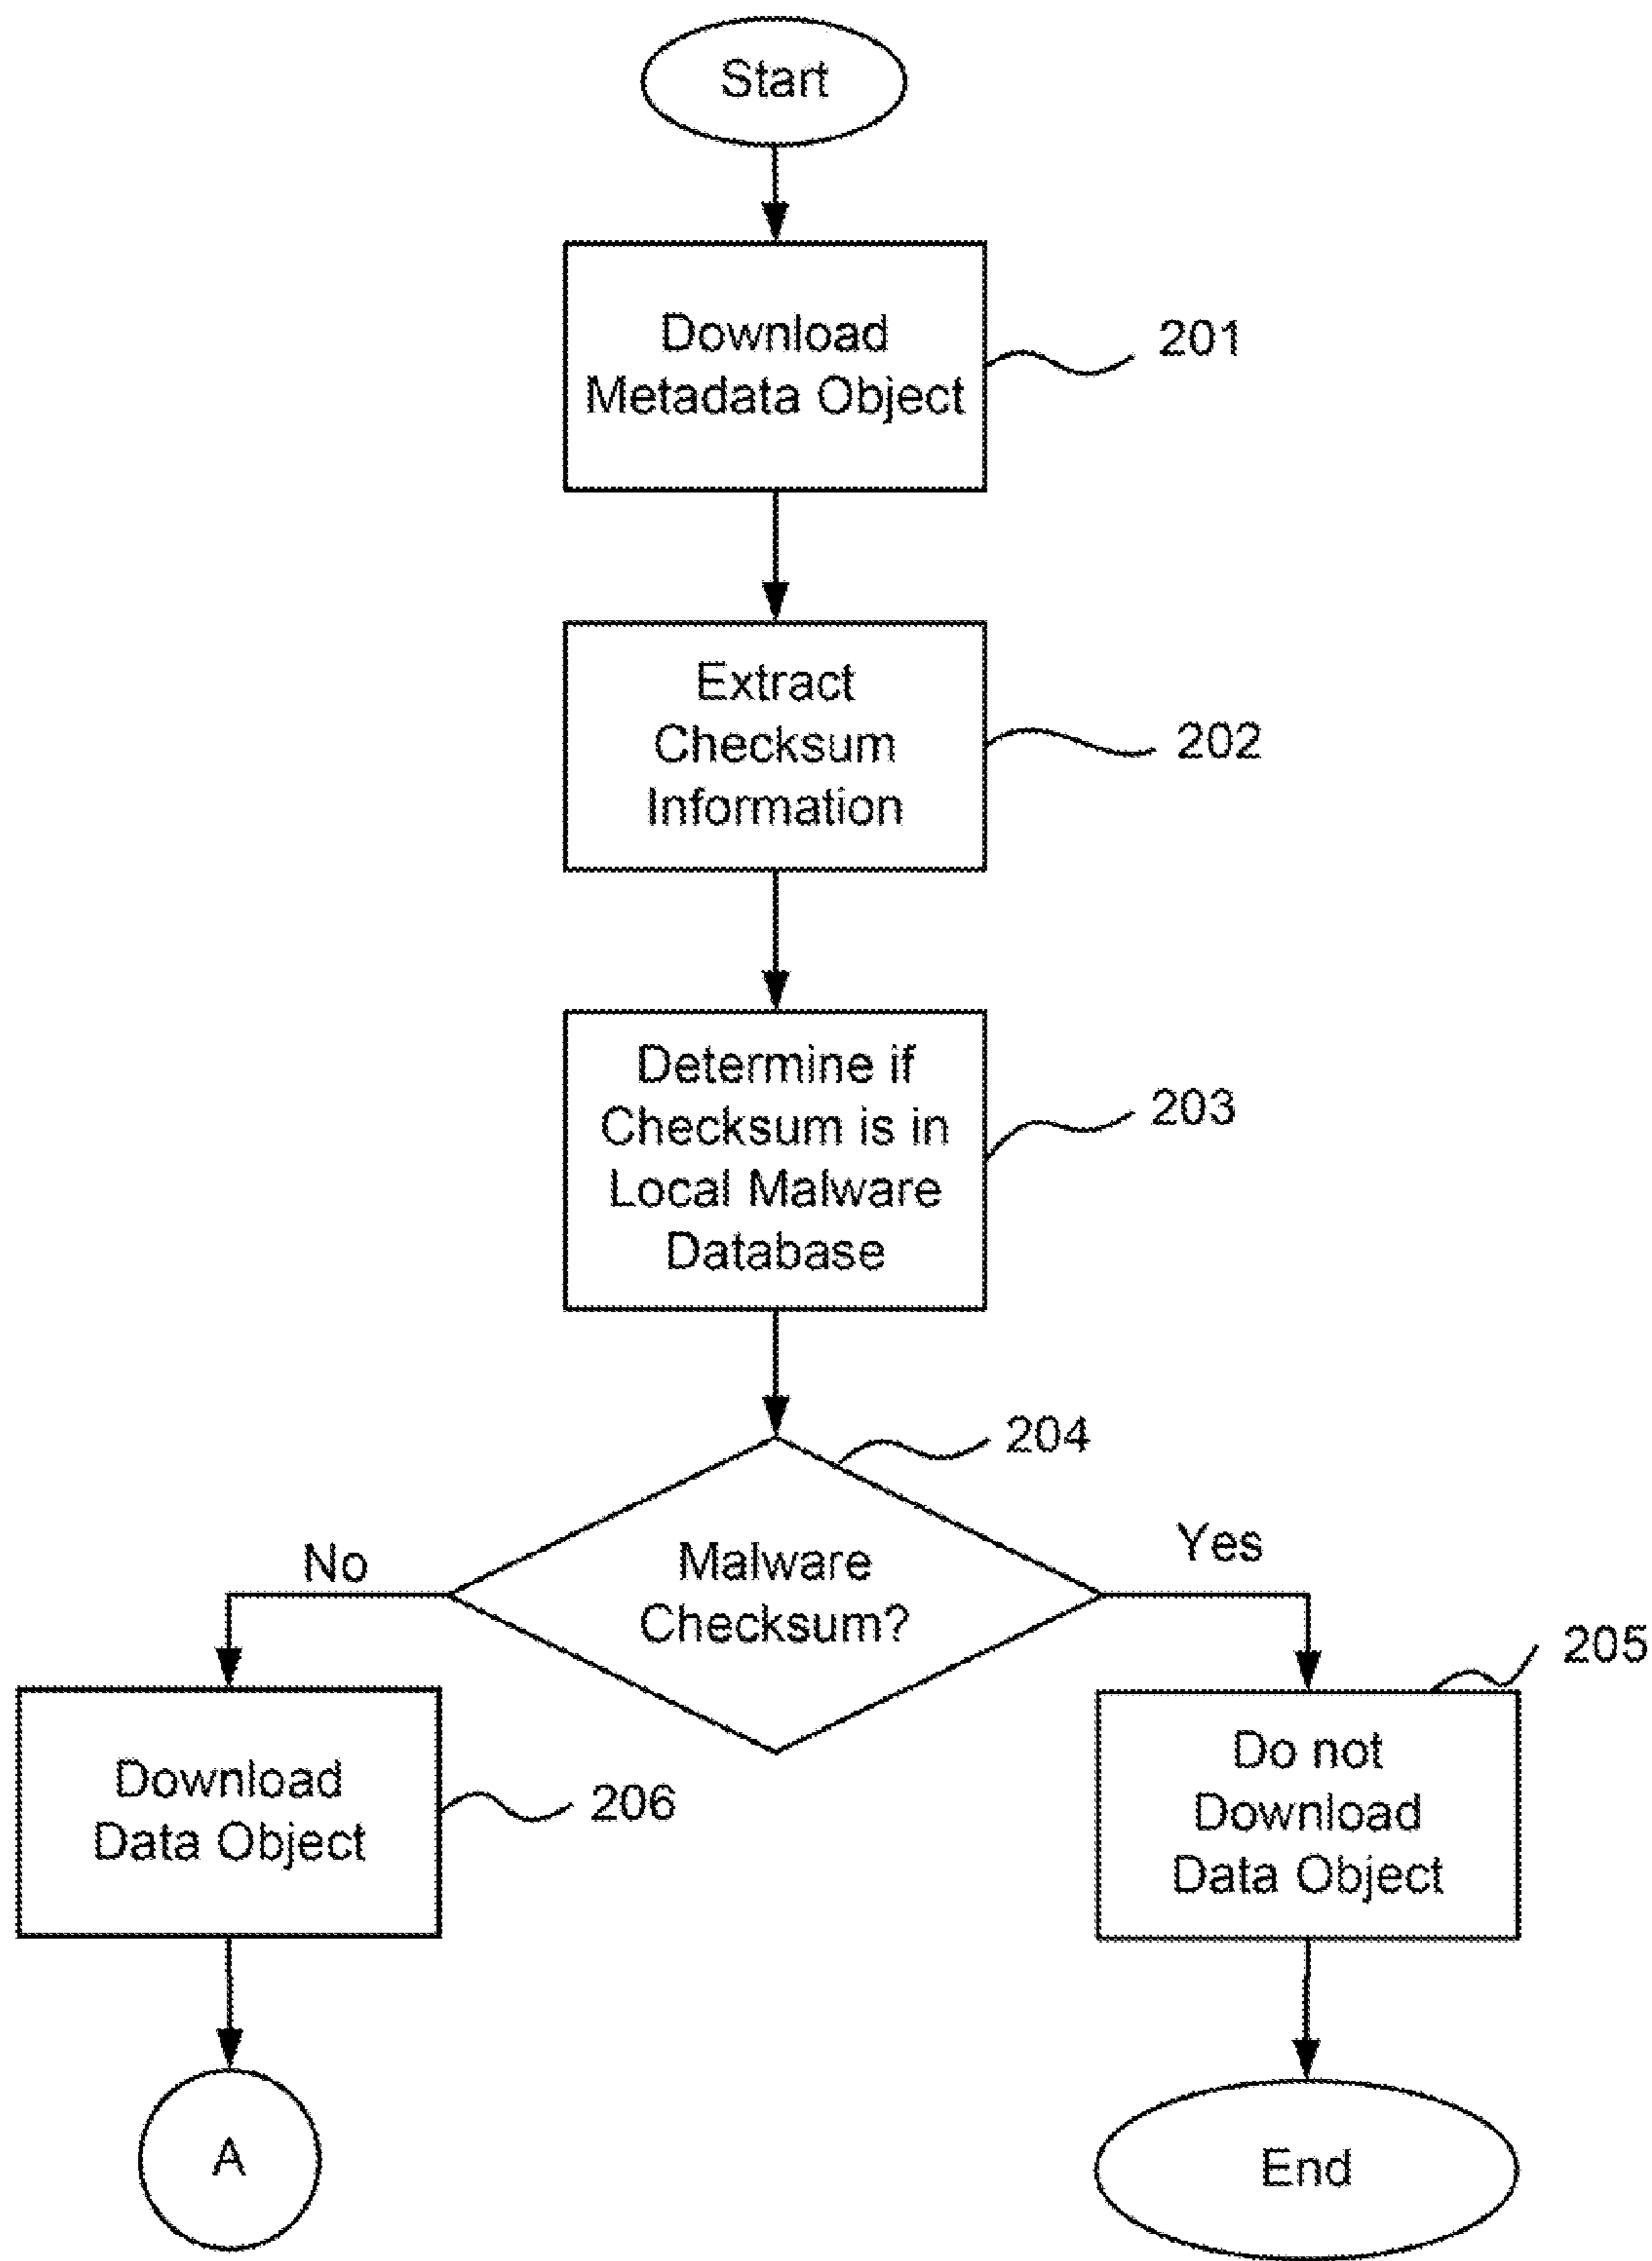 Start
Download
Metadata Object
201
Extract
Checksum
Information
202
Determine if
Checksum is in
Local Malware
Database
203
204
Malware
Checksum?
No
Yes
205
Download
Data Object
206
Do not
Download
Data Object
A
End